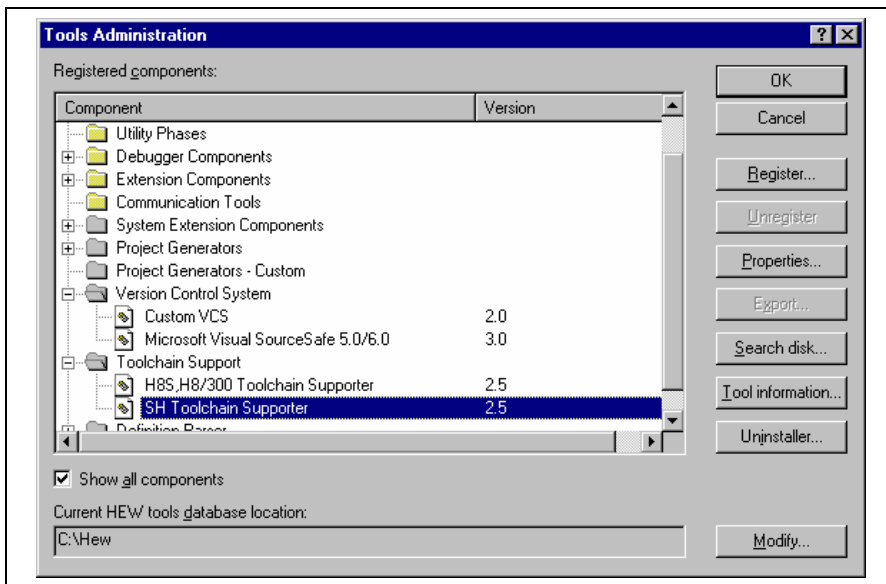 Tools Administration
Registered components:
Component Version
Utility Phases
Debugger Components
Extension Components
Communication Tools
System Extension Components
Project Generators
Project Generators - Custom
Version Control System
Custom VCS 2.0
Microsoft Visual SourceSafe 5.0/6.0 3.0
Toolchain Support
H8S,H8/300 Toolchain Supporter 2.5
SH Toolchain Supporter 2.5
Definition Parser
Show all components
Current HEW tools database location:
C:\Hew
OK
Cancel
Register...
Unregister
Properties...
Export...
Search disk...
Tool information...
Uninstaller...
Modify...